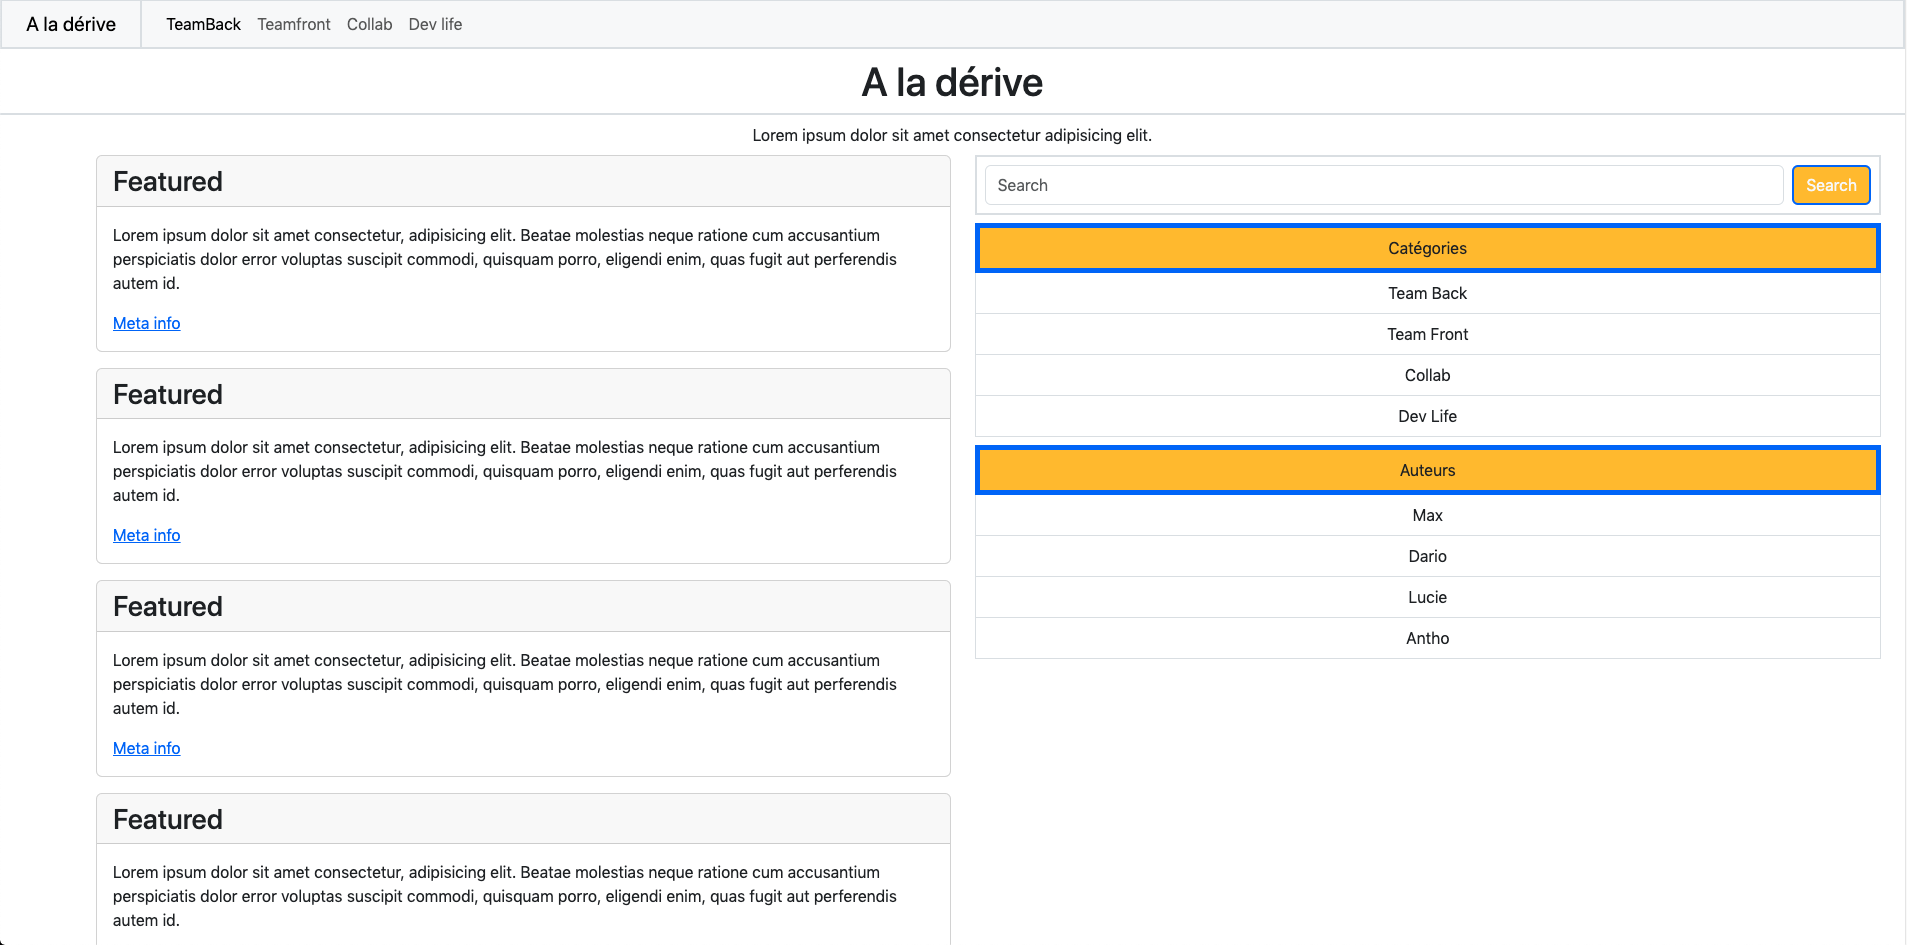 A la dérive
TeamBack Teamfront Collab Dev life
A la dérive
Lorem ipsum dolor sit amet consectetur adipisicing elit.
Featured
Lorem ipsum dolor sit amet consectetur, adipisicing elit. Beatae molestias neque ratione cum accusantium
perspiciatis dolor error voluptas suscipit commodi, quisquam porro, eligendi enim, quas fugit aut perferendis
autem id.
Meta info
Featured
Lorem ipsum dolor sit amet consectetur, adipisicing elit. Beatae molestias neque ratione cum accusantium
perspiciatis dolor error voluptas suscipit commodi, quisquam porro, eligendi enim, quas fugit aut perferendis
autem id.
Meta info
Featured
Lorem ipsum dolor sit amet consectetur, adipisicing elit. Beatae molestias neque ratione cum accusantium
perspiciatis dolor error voluptas suscipit commodi, quisquam porro, eligendi enim, quas fugit aut perferendis
autem id.
Meta info
Featured
Lorem ipsum dolor sit amet consectetur, adipisicing elit. Beatae molestias neque ratione cum accusantium
perspiciatis dolor error voluptas suscipit commodi, quisquam porro, eligendi enim, quas fugit aut perferendis
autem id.
Search Search
Catégories
Team Back
Team Front
Collab
Dev Life
Auteurs
Max
Dario
Lucie
Antho